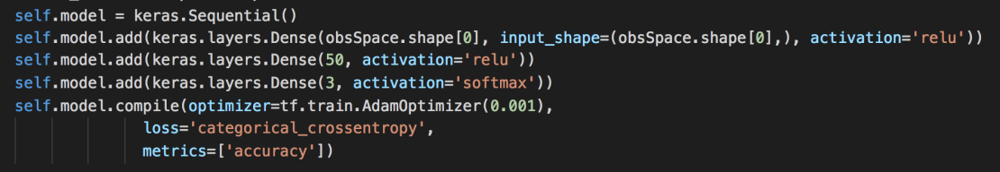 self.model = keras.Sequential()
self.model.add(keras.layers.Dense(obsSpace.shape[0], input_shape=(obsSpace.shape[0],), activation='relu'))
self.model.add(keras.layers.Dense(50, activation='relu'))
self.model.add(keras.layers.Dense(3, activation='softmax'))
self.model.compile(optimizer=tf.train.AdamOptimizer(0.001),
loss='categorical_crossentropy',
metrics=['accuracy'])